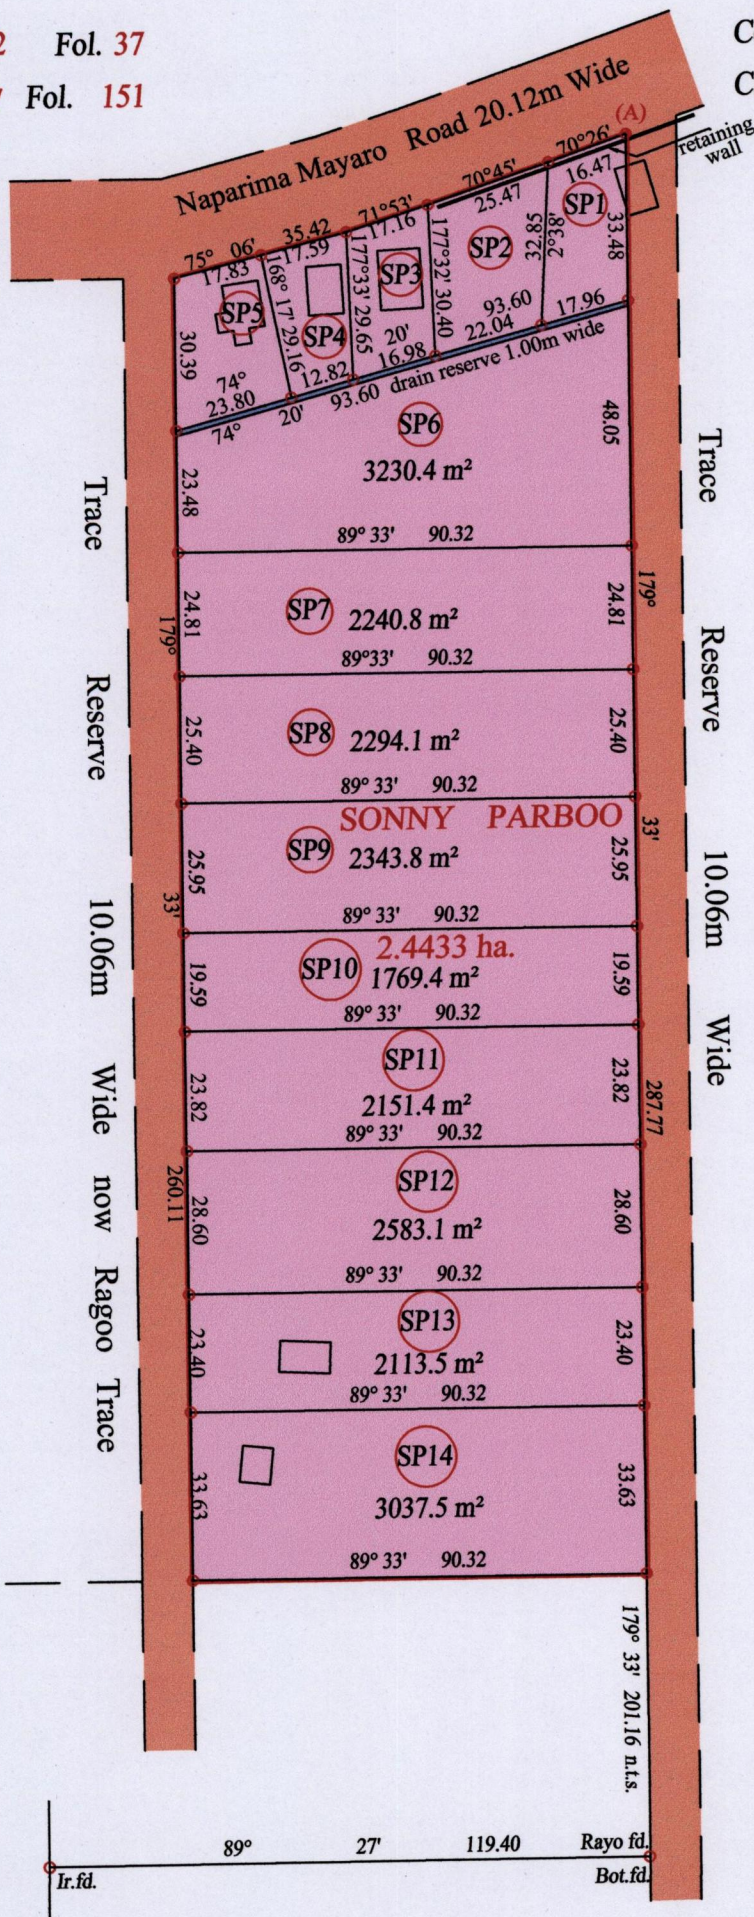 2 Fol. 37
Fol. 151
C
C
Naparima Mayaro Road 20.12m Wide
(A)
retaining
wall
70°26'
16.47
SP1
33.48
2°38'
32.85
17.96
70°45'
25.47
SP2
93.60
22.04
71°53'
17.16
177°32' 30.40
SP3
20'
16.98
35.42
17.59
177°33' 29.65
SP4
12.82
75° 06'
17.83
168° 17' 29.16
SP5
30.39
74°
23.80
74° 20' 93.60 drain reserve 1.00m wide
SP6
48.05
3230.4 m²
23.48
89° 33' 90.32
SP7
24.81
2240.8 m²
24.81
179°
179°
89°33' 90.32
SP8
25.40
2294.1 m²
25.40
89° 33' 90.32
SONNY PARBOO
33'
SP9
25.95
2343.8 m²
25.95
33'
89° 33' 90.32
2.4433 ha.
SP10
19.59
1769.4 m²
19.59
89° 33' 90.32
SP11
23.82
2151.4 m²
23.82
287.77
89° 33' 90.32
SP12
260.11
28.60
2583.1 m²
28.60
89° 33' 90.32
SP13
23.40
2113.5 m²
23.40
89° 33' 90.32
SP14
33.63
3037.5 m²
33.63
89° 33' 90.32
Trace Reserve 10.06m Wide now Ragoo Trace
Trace Reserve 10.06m Wide
179° 33' 201.16 n.t.s.
89° 27' 119.40
Rayo fd.
Bot.fd.
Ir.fd.